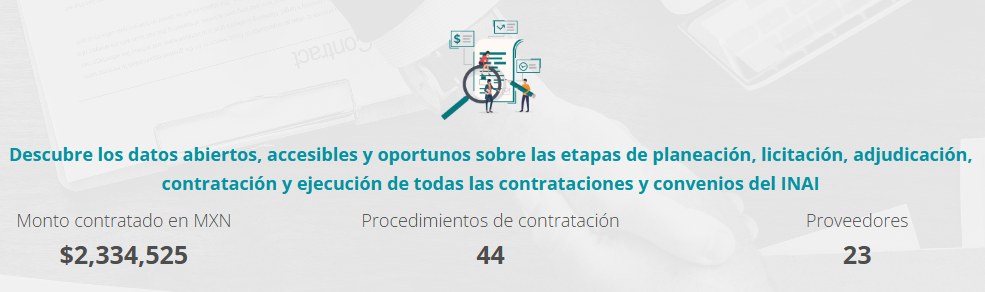 Contract
Descubre los datos abiertos, accesibles y oportunos sobre las etapas de planeación, licitación, adjudicación,
contratación y ejecución de todas las contrataciones y convenios del INAI
Monto contratado en MXN
Procedimientos de contratación
Proveedores
$2,334,525
44
23